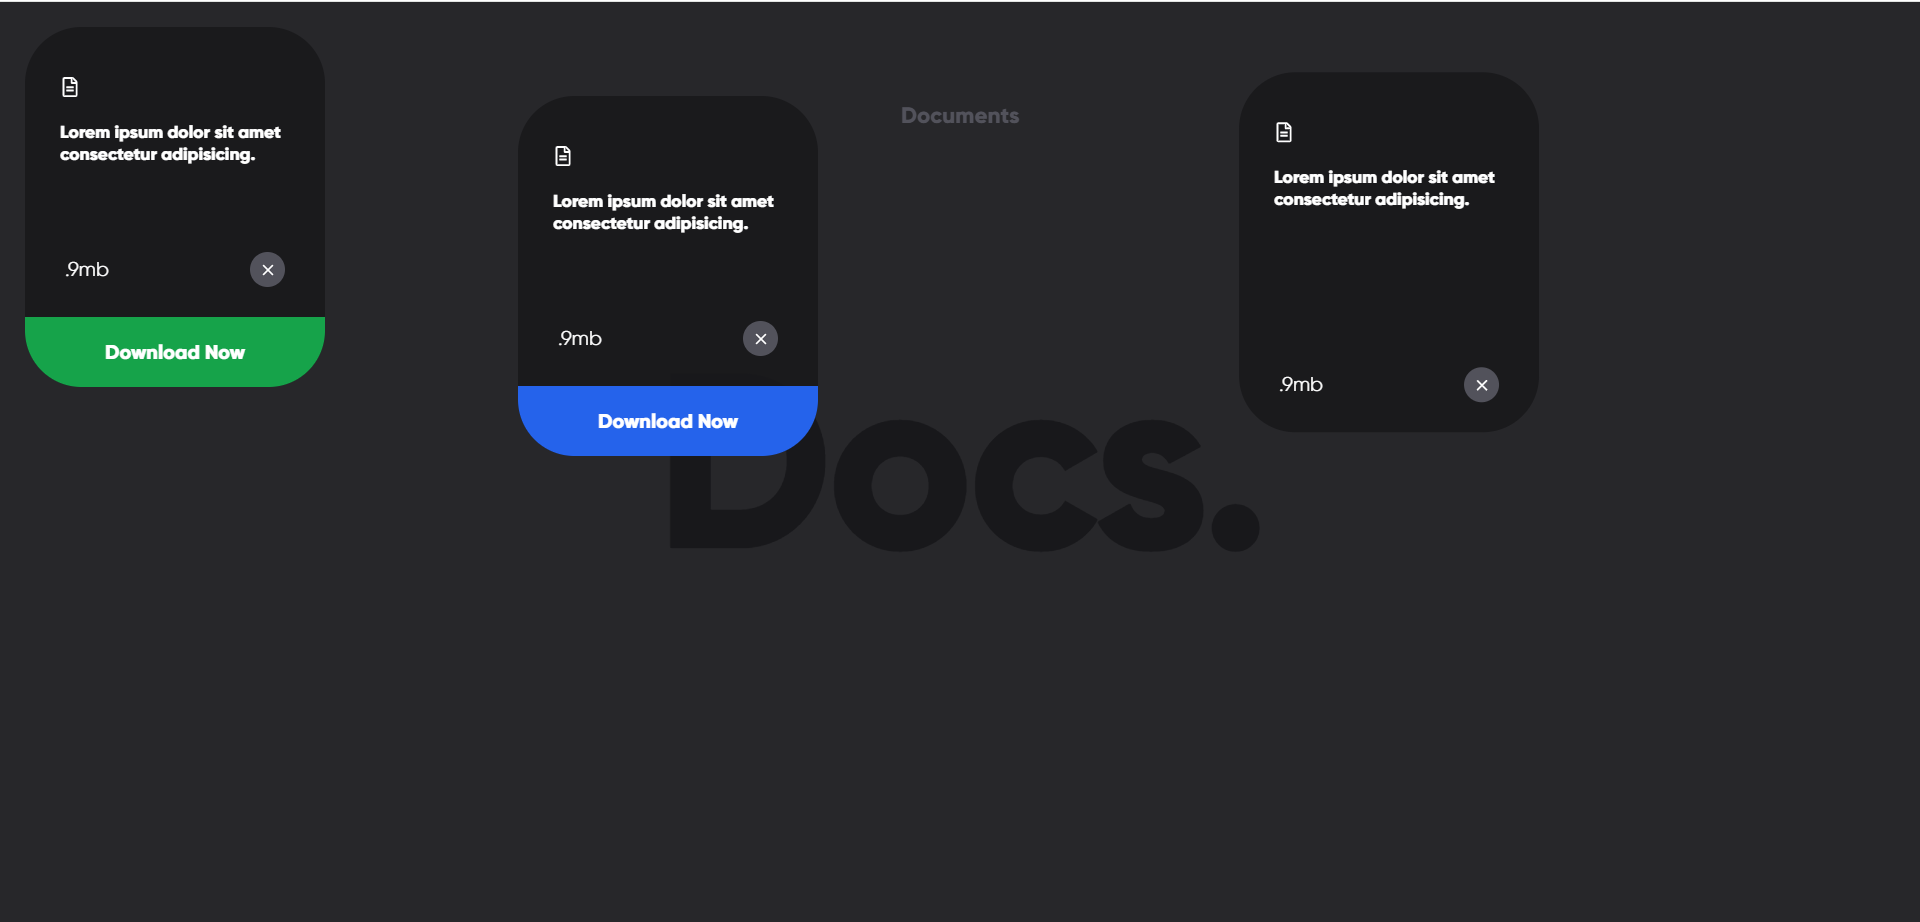 Lorem ipsum dolor sit amet
consectetur adipisicing.
.9mb
Download Now
Lorem ipsum dolor sit amet
consectetur adipisicing.
.9mb
Download Now
Documents
Docs.
Lorem ipsum dolor sit amet
consectetur adipisicing.
.9mb